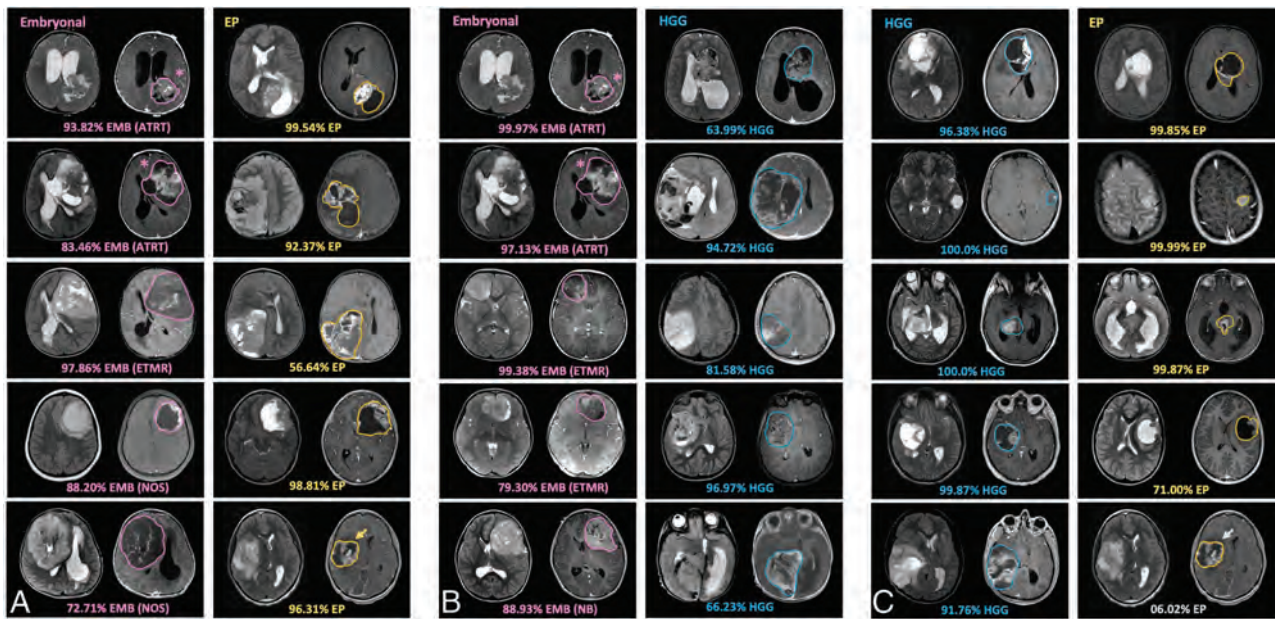 Embryonal EP
93.82% EMB (ATRT) 99.54% EP
*
83.46% EMB (ATRT) 92.37% EP
*
97.86% EMB (ETMR) 56.64% EP
88.20% EMB (NOS) 98.81% EP
A 72.71% EMB (NOS) 96.31% EP
Embryonal HGG
99.97% EMB (ATRT) 63.99% HGG
*
97.13% EMB (ATRT) 94.72% HGG
*
99.38% EMB (ETMR) 81.58% HGG
79.30% EMB (ETMR) 96.97% HGG
B 88.93% EMB (NB) 66.23% HGG
HGG EP
96.38% HGG 99.85% EP
100.0% HGG 99.99% EP
100.0% HGG 99.87% EP
99.87% HGG 71.00% EP
C 91.76% HGG 06.02% EP